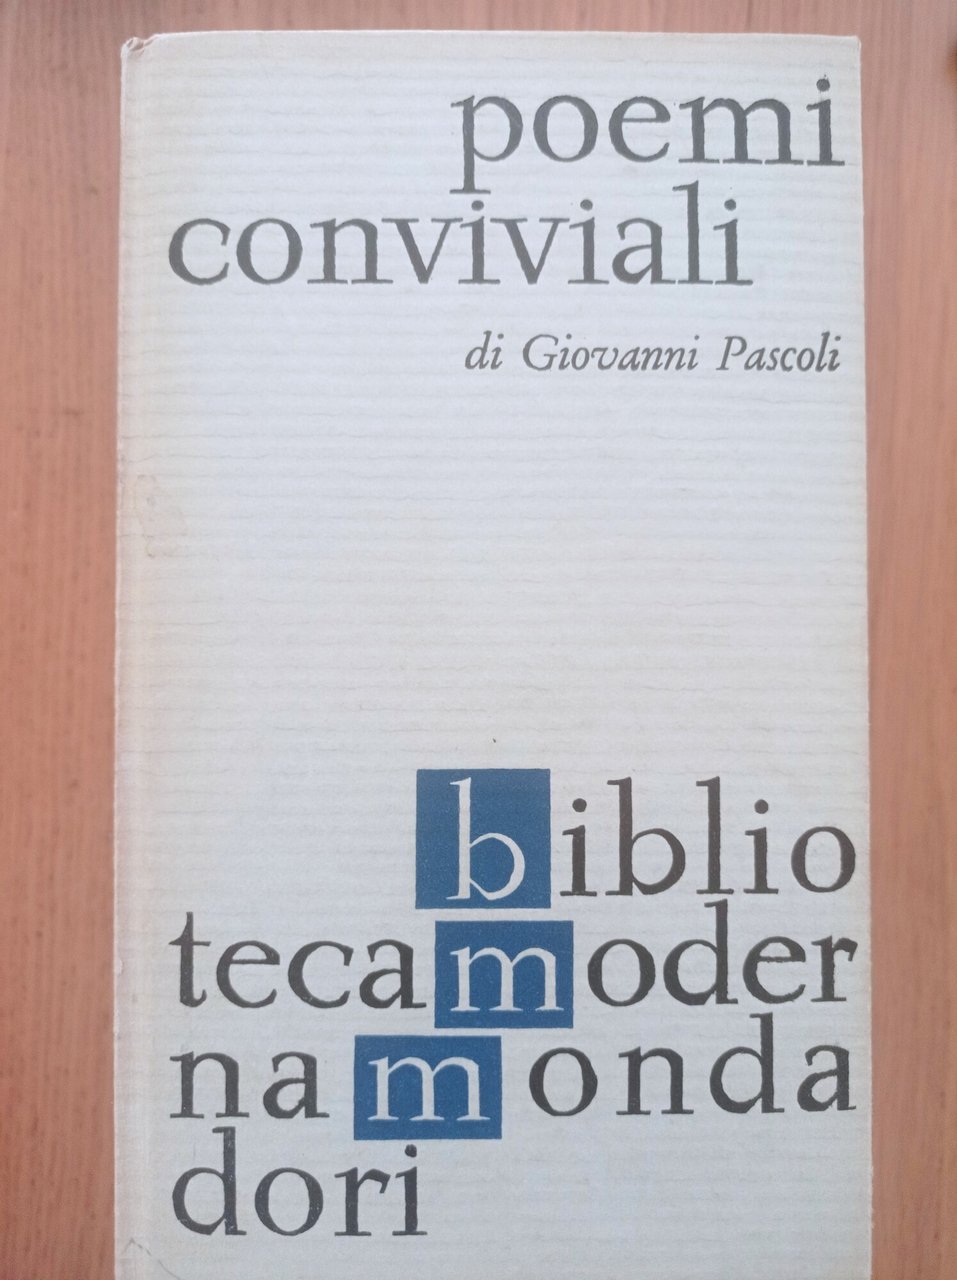 poemi
conviviali
di Giovanni Pascoli
biblio
tecamoder
namonda
dori